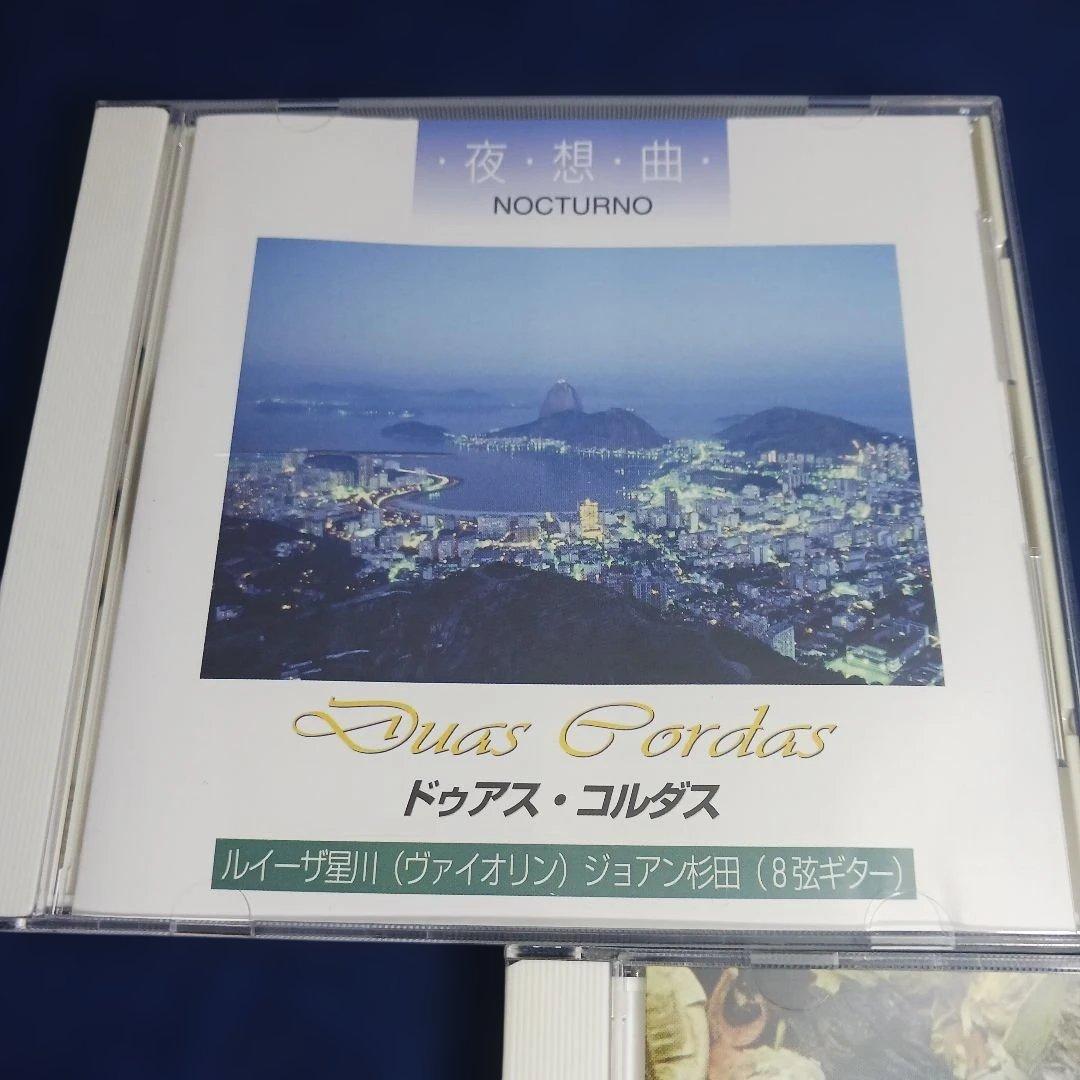 ・夜・想・曲・
NOCTURNO
Duas Cordas
ドゥアス・コルダス
ルイーザ星川（ヴァイオリン）ジョアン杉田（８弦ギター）